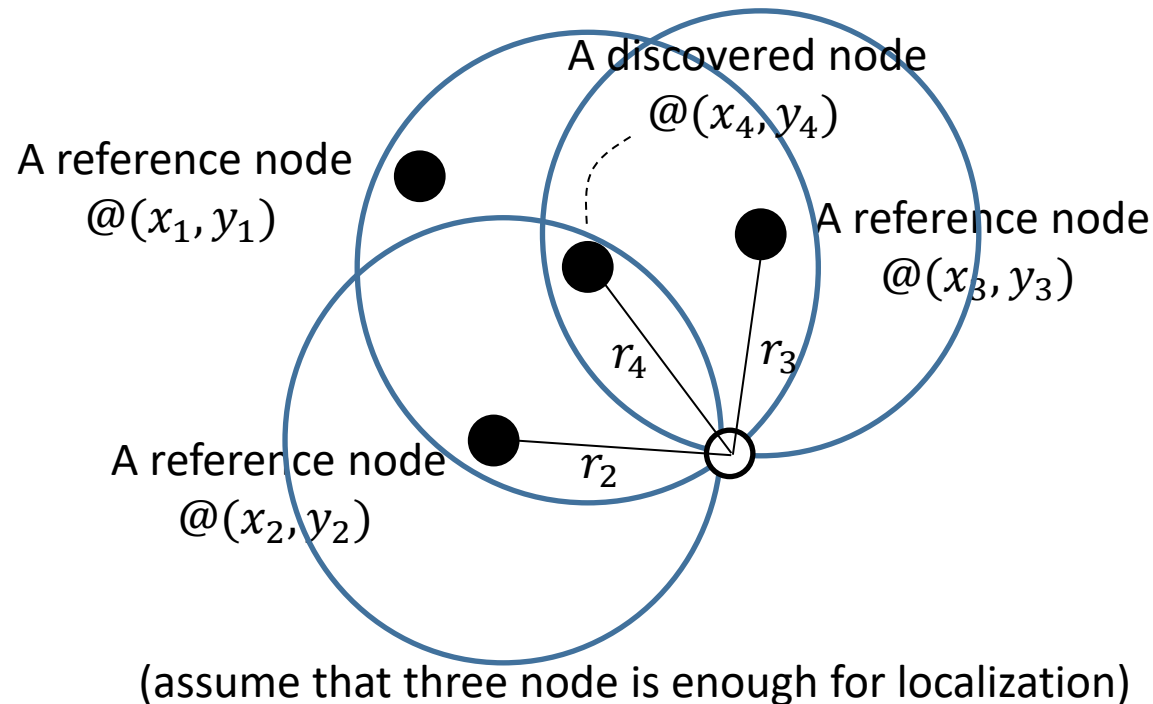 A discovered node
@(x₄, y₄)
A reference node
@(x₁, y₁)
A reference node
@(x₃, y₃)
r₄
r₃
A reference node
@(x₂, y₂)
r₂
(assume that three node is enough for localization)